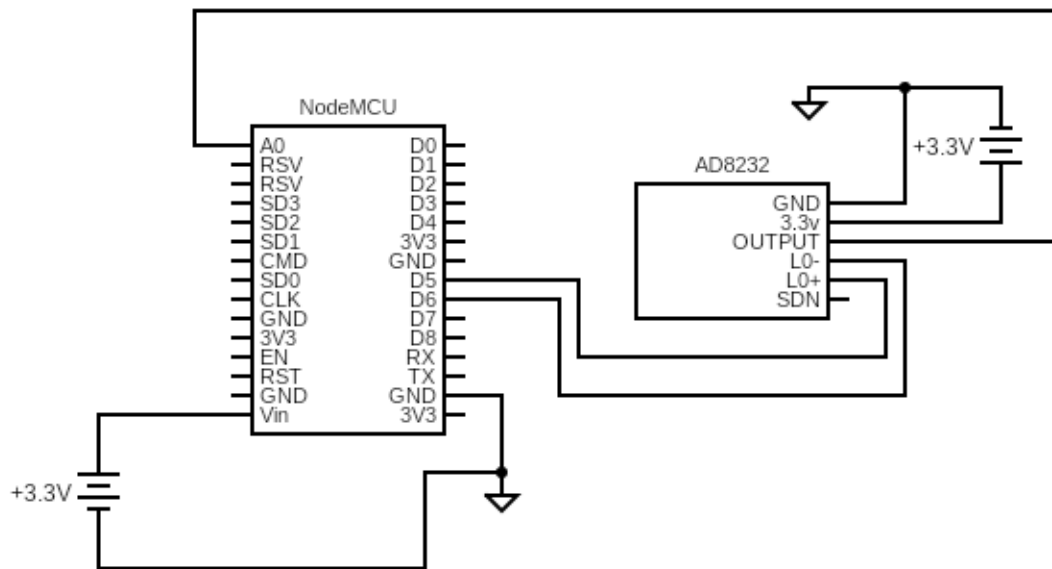 NodeMCU
A0 D0
RSV D1
RSV D2
SD3 D3
SD2 D4
SD1 3V3
CMD GND
SD0 D5
CLK D6
GND D7
3V3 D8
EN RX
RST TX
GND GND
Vin 3V3
+3.3V
AD8232
GND
3.3v
OUTPUT
L0-
L0+
SDN
+3.3V